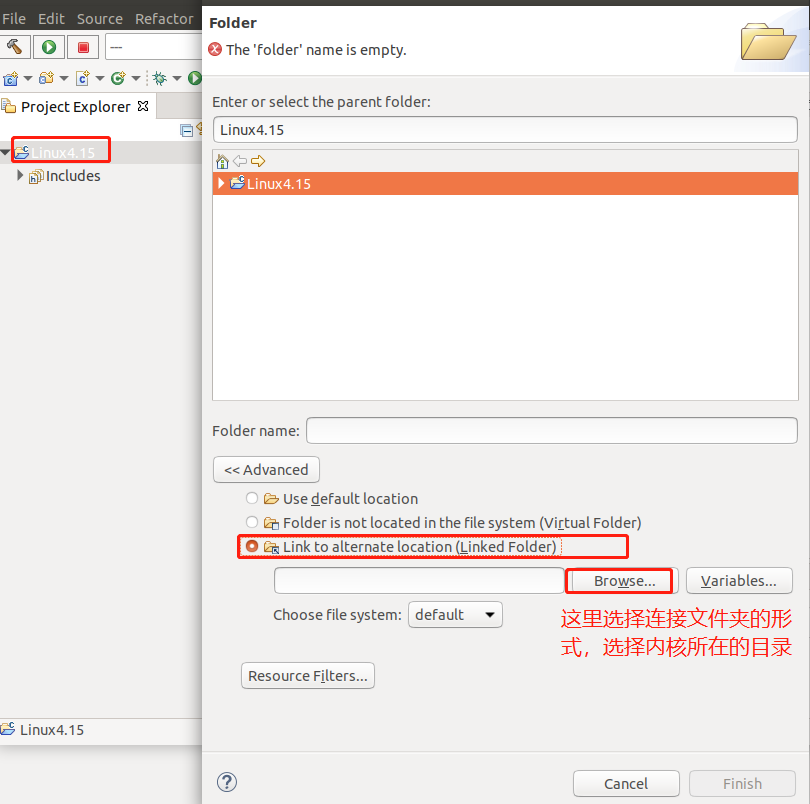 File Edit Source Refactor
Folder
The 'folder' name is empty.
---
Enter or select the parent folder:
Project Explorer
Linux4.15
Linux4.15
Includes
Linux4.15
Folder name:
<< Advanced
Use default location
Folder is not located in the file system (Virtual Folder)
Link to alternate location (Linked Folder)
Browse...
Variables...
Choose file system: default
这里选择连接文件夹的形
式，选择内核所在的目录
Resource Filters...
Linux4.15
Cancel
Finish